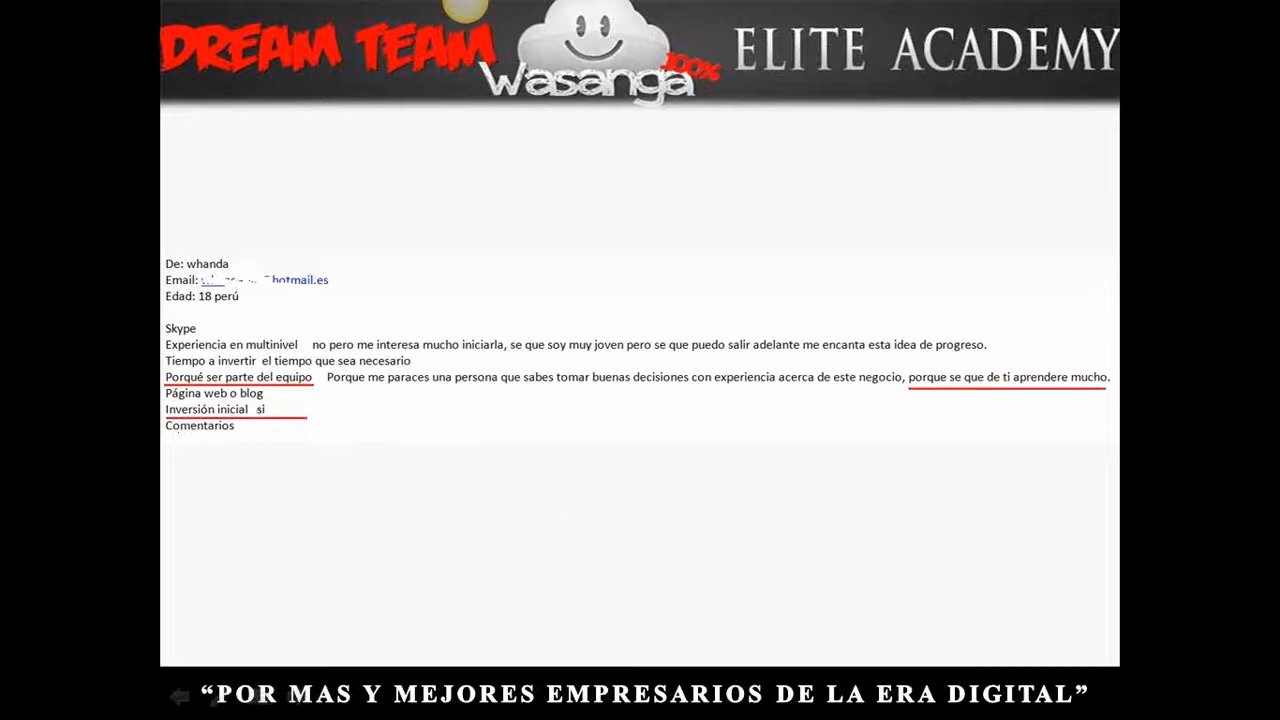 DREAM TEAM Wasanga 100% ELITE ACADEMY
De: whanda
Email: @hotmail.es
Edad: 18 perú
Skype
Experiencia en multinivel no pero me interesa mucho iniciarla, se que soy muy joven pero se que puedo salir adelante me encanta esta idea de progreso.
Tiempo a invertir el tiempo que sea necesario
Porqué ser parte del equipo Porque me paraces una persona que sabes tomar buenas decisiones con experiencia acerca de este negocio, porque se que de ti aprendere mucho.
Página web o blog
Inversión inicial si
Comentarios
“POR MAS Y MEJORES EMPRESARIOS DE LA ERA DIGITAL”